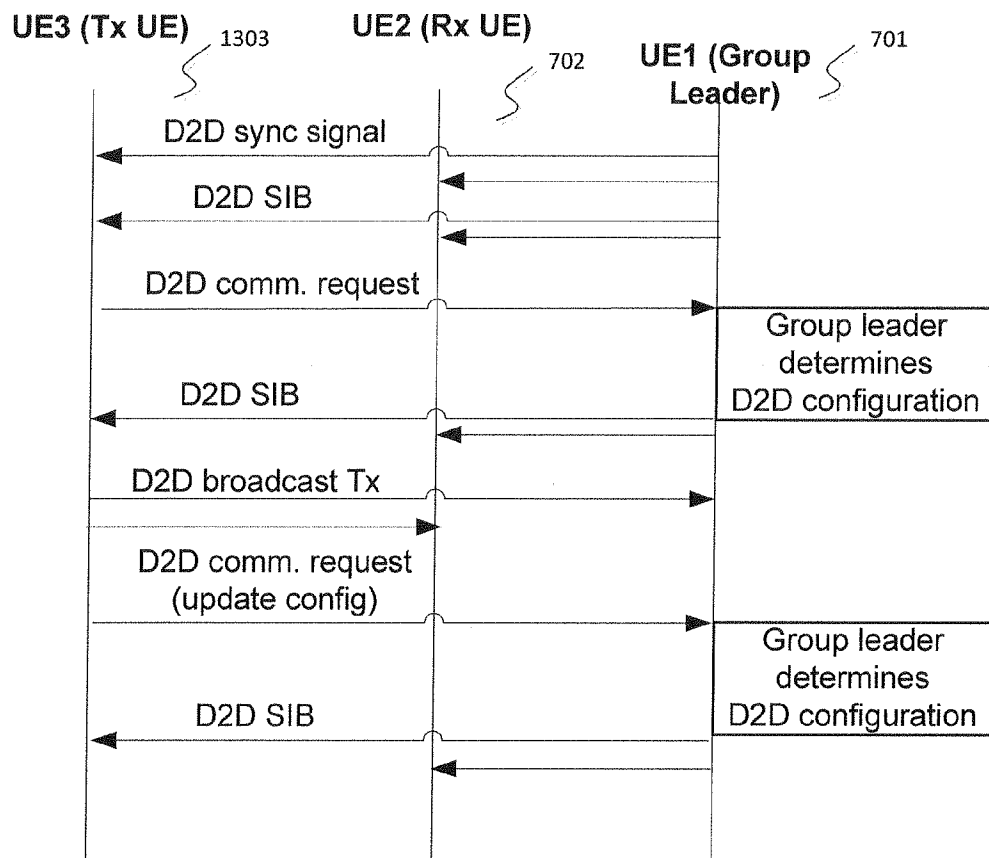 UE3 (Tx UE)
1303
UE2 (Rx UE)
702
UE1 (Group
Leader)
701
D2D sync signal
D2D SIB
D2D comm. request
Group leader
determines
D2D configuration
D2D SIB
D2D broadcast Tx
D2D comm. request
(update config)
Group leader
determines
D2D configuration
D2D SIB